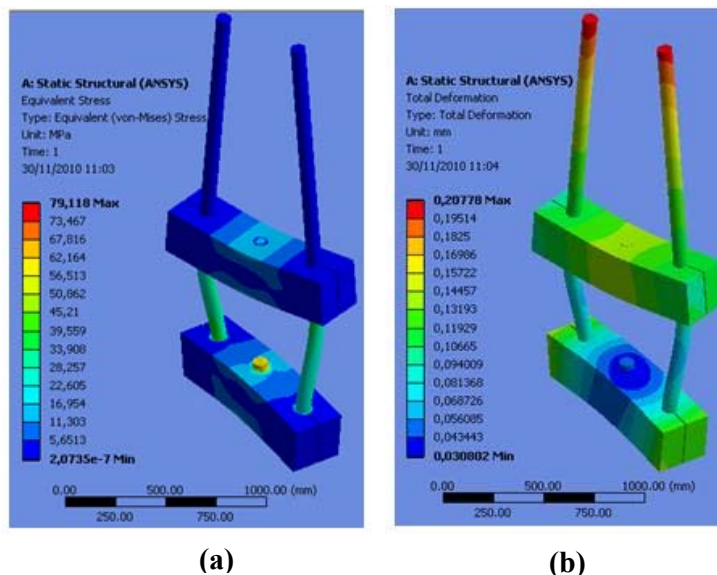 A: Static Structural (ANSYS)
Equivalent Stress
Type: Equivalent (von-Mises) Stress
Unit: MPa
Time: 1
30/11/2010 11:03
79,118 Max
73,467
67,816
62,164
56,513
50,862
45,21
39,559
33,908
28,257
22,605
16,954
11,303
5,6513
2,0735e-7 Min
0.00 500.00 1000.00 (mm)
250.00 750.00
(a)
A: Static Structural (ANSYS)
Total Deformation
Type: Total Deformation
Unit: mm
Time: 1
30/11/2010 11:04
0,20778 Max
0,19514
0,1825
0,16986
0,15722
0,14457
0,13193
0,11929
0,10665
0,094009
0,081368
0,068726
0,056085
0,043443
0,030802 Min
0.00 500.00 1000.00 (mm)
250.00 750.00
(b)